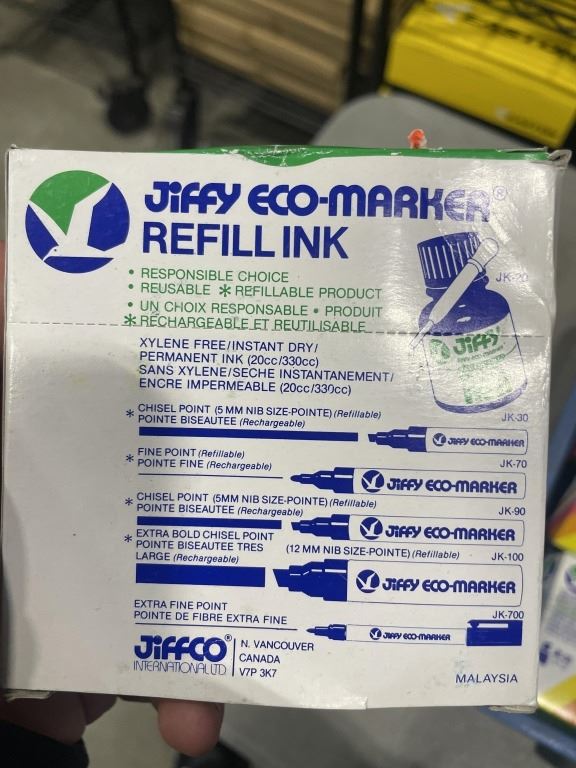 JiFFY ECO-MARKER®
REFILL INK
• RESPONSIBLE CHOICE
• REUSABLE * REFILLABLE PRODUCT
• UN CHOIX RESPONSABLE • PRODUIT
* RECHARGEABLE ET REUTILISABLE
JK-20
JiFFY
XYLENE FREE/INSTANT DRY/
PERMANENT INK (20cc/330cc)
SANS XYLENE/SECHE INSTANTANEMENT/
ENCRE IMPERMEABLE (20cc/330cc)
JK-30
* CHISEL POINT (5 MM NIB SIZE-POINTE) (Refillable)
POINTE BISEAUTEE (Rechargeable)
JiFFY ECO-MARKER
JK-70
* FINE POINT (Refillable)
POINTE FINE (Rechargeable)
JiFFY ECO-MARKER
JK-90
* CHISEL POINT (5MM NIB SIZE-POINTE) (Refillable)
POINTE BISEAUTEE (Rechargeable)
JiFFY ECO-MARKER
JK-100
* EXTRA BOLD CHISEL POINT
POINTE BISEAUTEE TRES (12 MM NIB SIZE-POINTE) (Refillable)
LARGE (Rechargeable)
JiFFY ECO-MARKER
JK-700
EXTRA FINE POINT
POINTE DE FIBRE EXTRA FINE
JiFFY ECO-MARKER
JiFFCO®
INTERNATIONAL LTD
N. VANCOUVER
CANADA
V7P 3K7
MALAYSIA